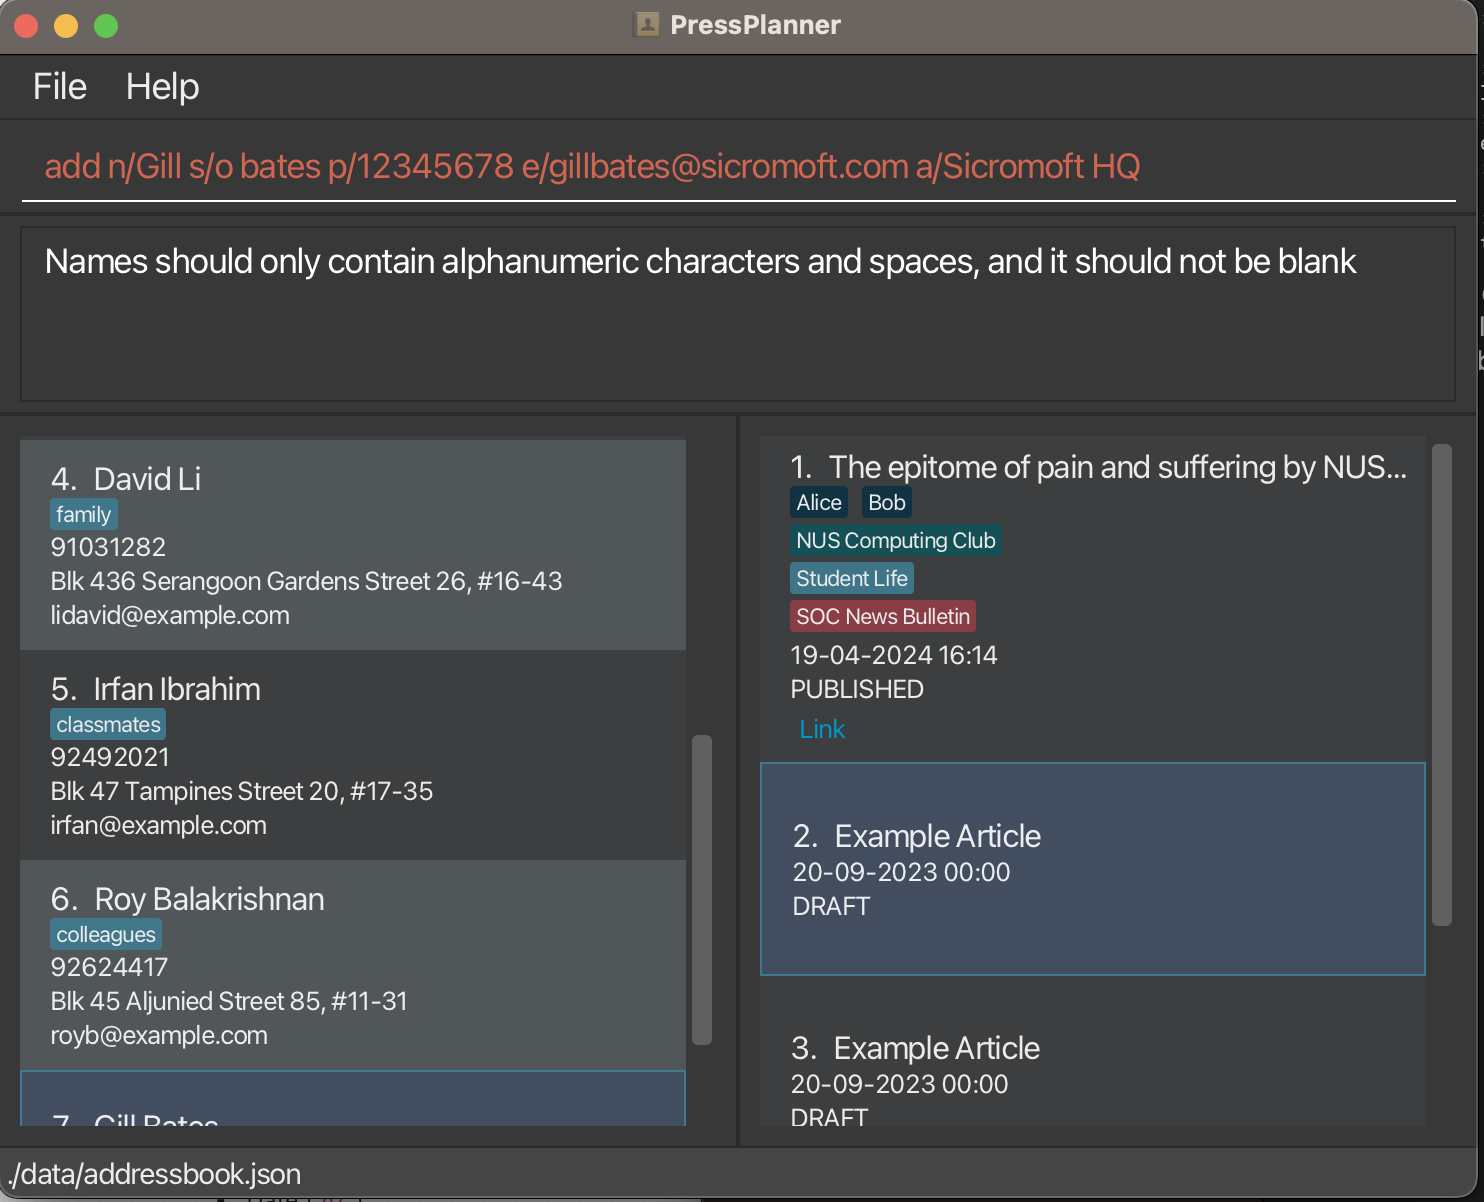 PressPlanner
File Help
add n/Gill s/o bates p/12345678 e/gillbates@sicromoft.com a/Sicromoft HQ
Names should only contain alphanumeric characters and spaces, and it should not be blank
4. David Li
family
91031282
Blk 436 Serangoon Gardens Street 26, #16-43
lidavid@example.com
5. Irfan Ibrahim
classmates
92492021
Blk 47 Tampines Street 20, #17-35
irfan@example.com
6. Roy Balakrishnan
colleagues
92624417
Blk 45 Aljunied Street 85, #11-31
royb@example.com
7. Gill Bates
1. The epitome of pain and suffering by NUS...
Alice Bob
NUS Computing Club
Student Life
SOC News Bulletin
19-04-2024 16:14
PUBLISHED
Link
2. Example Article
20-09-2023 00:00
DRAFT
3. Example Article
20-09-2023 00:00
DRAFT
./data/addressbook.json